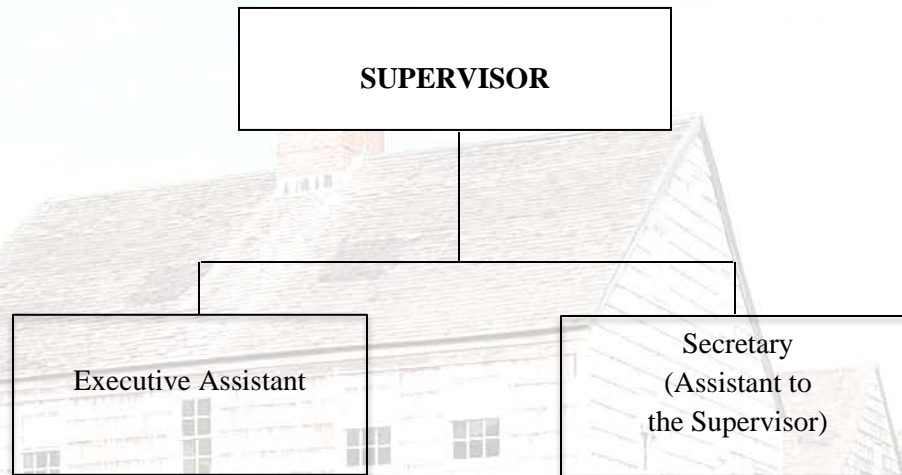 SUPERVISOR
Executive Assistant
Secretary
(Assistant to
the Supervisor)